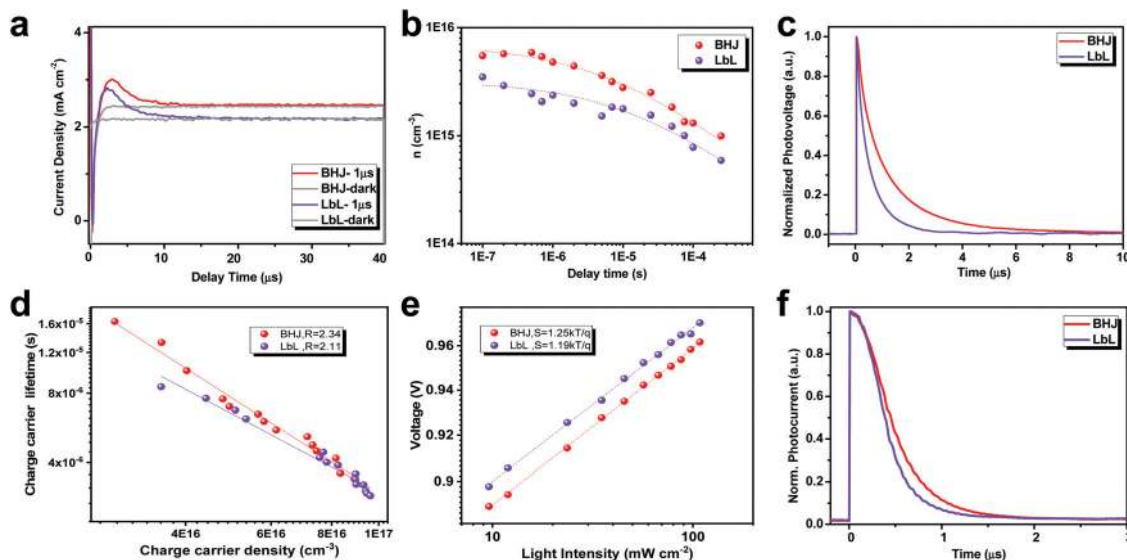 a
Current Density (mA cm⁻²)
4
2
0
0 10 20 30 40
Delay Time (μs)
BHJ- 1μs
BHJ-dark
LbL- 1μs
LbL-dark
b
n (cm⁻³)
1E16
1E15
1E14
1E-7 1E-6 1E-5 1E-4
Delay time (s)
BHJ
LbL
c
Normalized Photovoltage (a.u.)
1.0
0.8
0.6
0.4
0.2
0.0
0 2 4 6 8 10
Time (μs)
BHJ
LbL
d
Charge carrier lifetime (s)
1.6x10⁻⁵
1.2x10⁻⁵
8x10⁻⁶
4x10⁻⁶
4E16 6E16 8E16 1E17
Charge carrier density (cm⁻³)
BHJ,R=2.34
LbL ,R=2.11
e
Voltage (V)
0.96
0.94
0.92
0.9
10 100
Light Intensity (mW cm⁻²)
BHJ,S=1.25kT/q
LbL ,S=1.19kT/q
f
Norm. Photocurrent (a.u.)
1.0
0.8
0.6
0.4
0.2
0.0
0 1 2 3
Time (μs)
BHJ
LbL